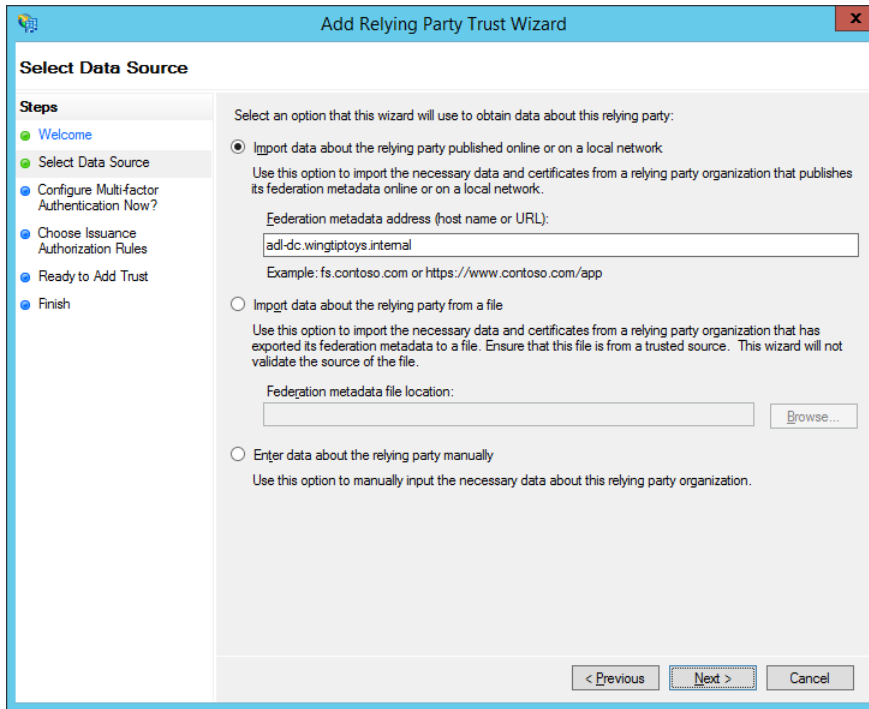 Add Relying Party Trust Wizard
x
Select Data Source
Steps
Welcome
Select Data Source
Configure Multi-factor
Authentication Now?
Choose Issuance
Authorization Rules
Ready to Add Trust
Finish
Select an option that this wizard will use to obtain data about this relying party:
Import data about the relying party published online or on a local network
Use this option to import the necessary data and certificates from a relying party organization that publishes
its federation metadata online or on a local network.
Federation metadata address (host name or URL):
adl-dc.wingtiptoys.internal
Example: fs.contoso.com or https://www.contoso.com/app
Import data about the relying party from a file
Use this option to import the necessary data and certificates from a relying party organization that has
exported its federation metadata to a file. Ensure that this file is from a trusted source.  This wizard will not
validate the source of the file.
Federation metadata file location:
Browse...
Enter data about the relying party manually
Use this option to manually input the necessary data about this relying party organization.
< Previous
Next >
Cancel